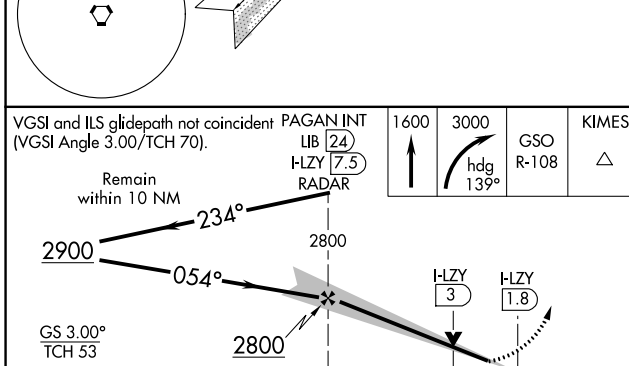 VGSI and ILS glidepath not coincident
(VGSI Angle 3.00/TCH 70).
PAGAN INT
LIB 24
I-LZY 7.5
RADAR
1600
3000
hdg
139°
GSO
R-108
KIMES
Remain
within 10 NM
234°
2900
054°
2800
I-LZY
3
I-LZY
1.8
GS 3.00°
TCH 53
2800